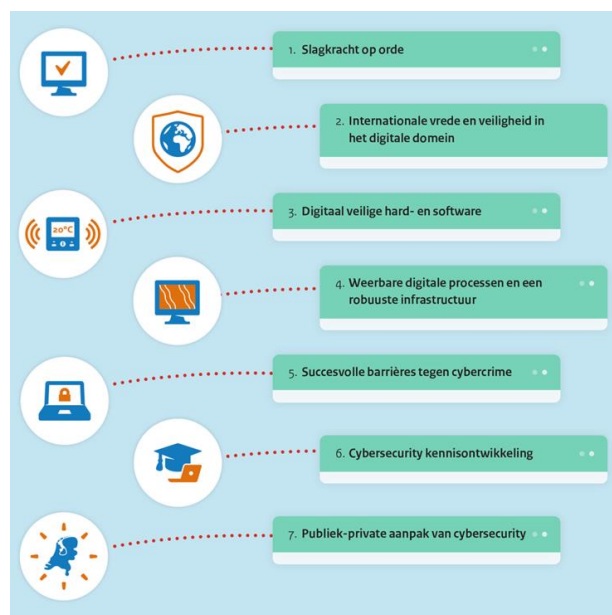 1. Slagkracht op orde
2. Internationale vrede en veiligheid in
het digitale domein
20°C
3. Digitaal veilige hard- en software
4. Weerbare digitale processen en een
robuuste infrastructuur
5. Succesvolle barrières tegen cybercrime
6. Cybersecurity kennisontwikkeling
7. Publiek-private aanpak van cybersecurity